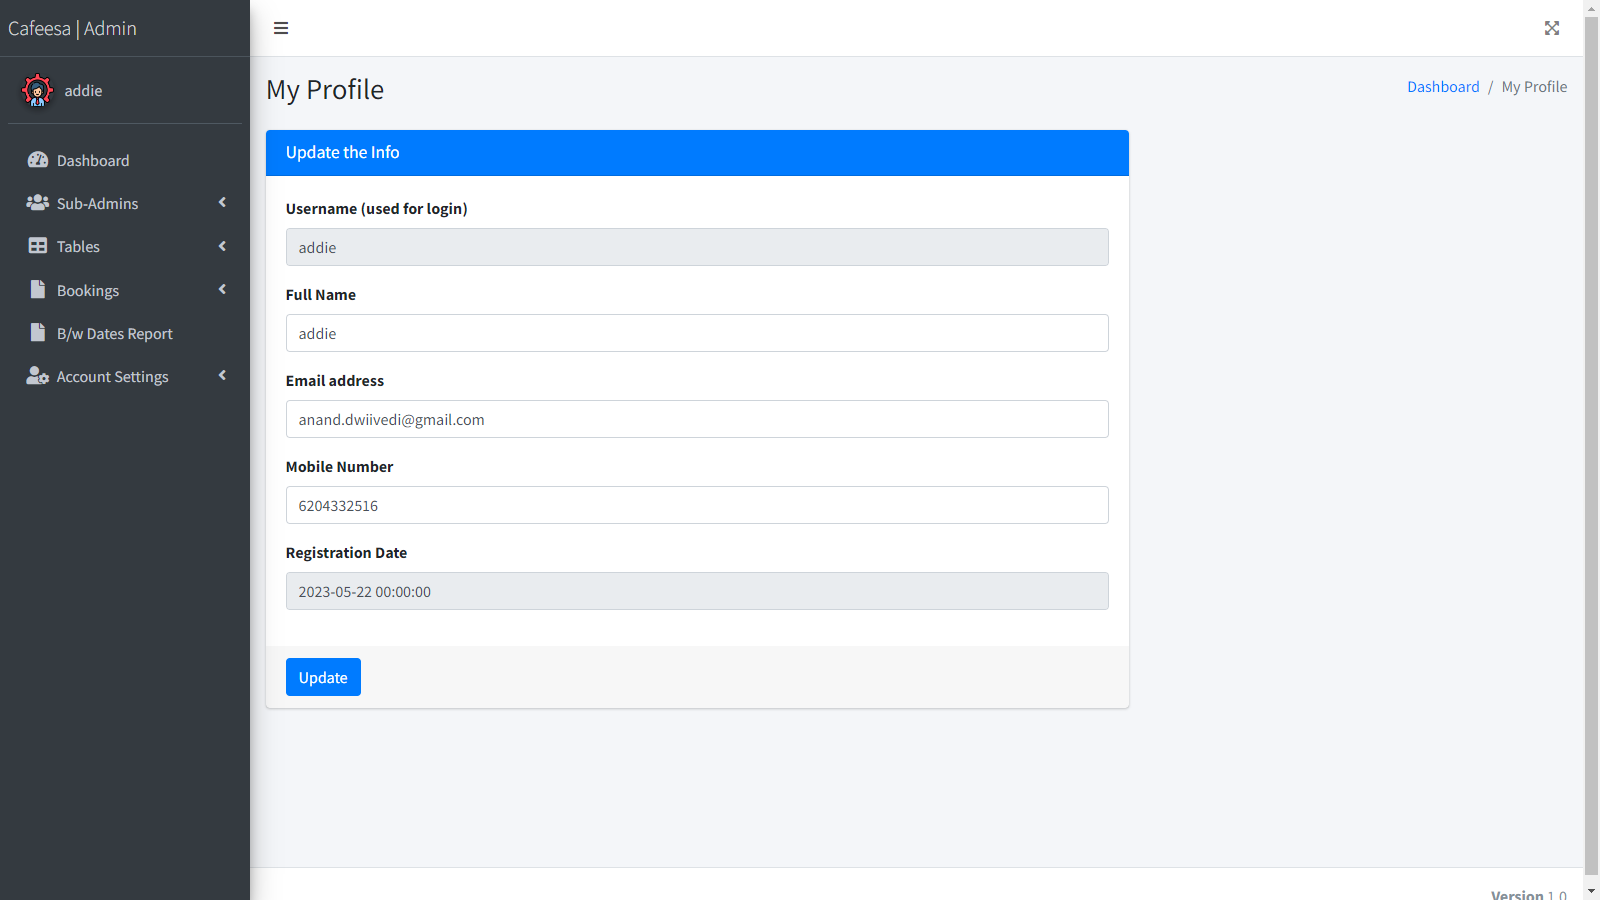 Cafeesa | Admin
addie
Dashboard
Sub-Admins
Tables
Bookings
B/w Dates Report
Account Settings
My Profile
Dashboard / My Profile
Update the Info
Username (used for login)
addie
Full Name
addie
Email address
anand.dwiivedi@gmail.com
Mobile Number
6204332516
Registration Date
2023-05-22 00:00:00
Update
Version 1.0